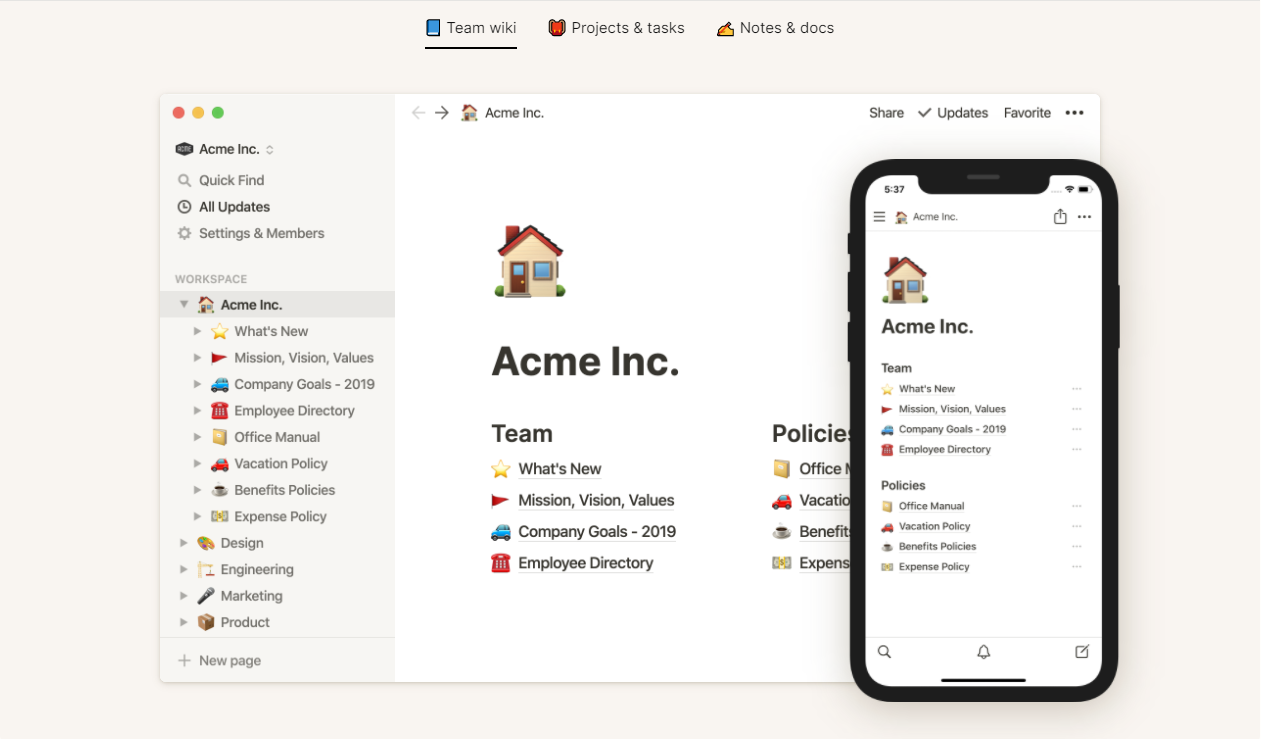 Team wiki
Projects & tasks
Notes & docs
Acme Inc.
Share
Updates
Favorite
•••
ACME Acme Inc.
Quick Find
All Updates
Settings & Members
WORKSPACE
Acme Inc.
What's New
Mission, Vision, Values
Company Goals - 2019
Employee Directory
Office Manual
Vacation Policy
Benefits Policies
Expense Policy
Design
Engineering
Marketing
Product
New page
Acme Inc.
Team
What's New
Mission, Vision, Values
Company Goals - 2019
Employee Directory
Policies
Office
Vacatio
Benefits
Expens
5:37
Acme Inc.
Acme Inc.
Team
What's New
Mission, Vision, Values
Company Goals - 2019
Employee Directory
Policies
Office Manual
Vacation Policy
Benefits Policies
Expense Policy